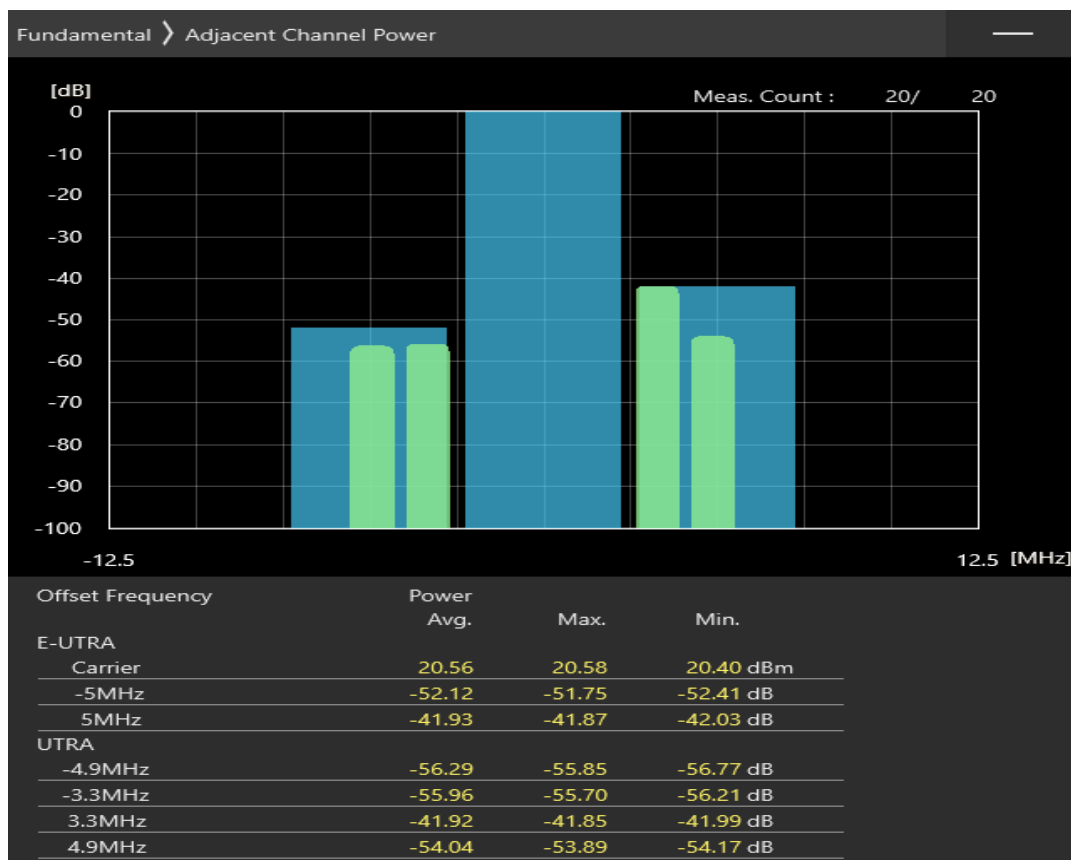 Fundamental ❯ Adjacent Channel Power
[dB]
Meas. Count : 20/ 20
0
-10
-20
-30
-40
-50
-60
-70
-80
-90
-100
-12.5 12.5 [MHz]
Offset Frequency Power
Avg. Max. Min.
E-UTRA
Carrier 20.56 20.58 20.40 dBm
-5MHz -52.12 -51.75 -52.41 dB
5MHz -41.93 -41.87 -42.03 dB
UTRA
-4.9MHz -56.29 -55.85 -56.77 dB
-3.3MHz -55.96 -55.70 -56.21 dB
3.3MHz -41.92 -41.85 -41.99 dB
4.9MHz -54.04 -53.89 -54.17 dB